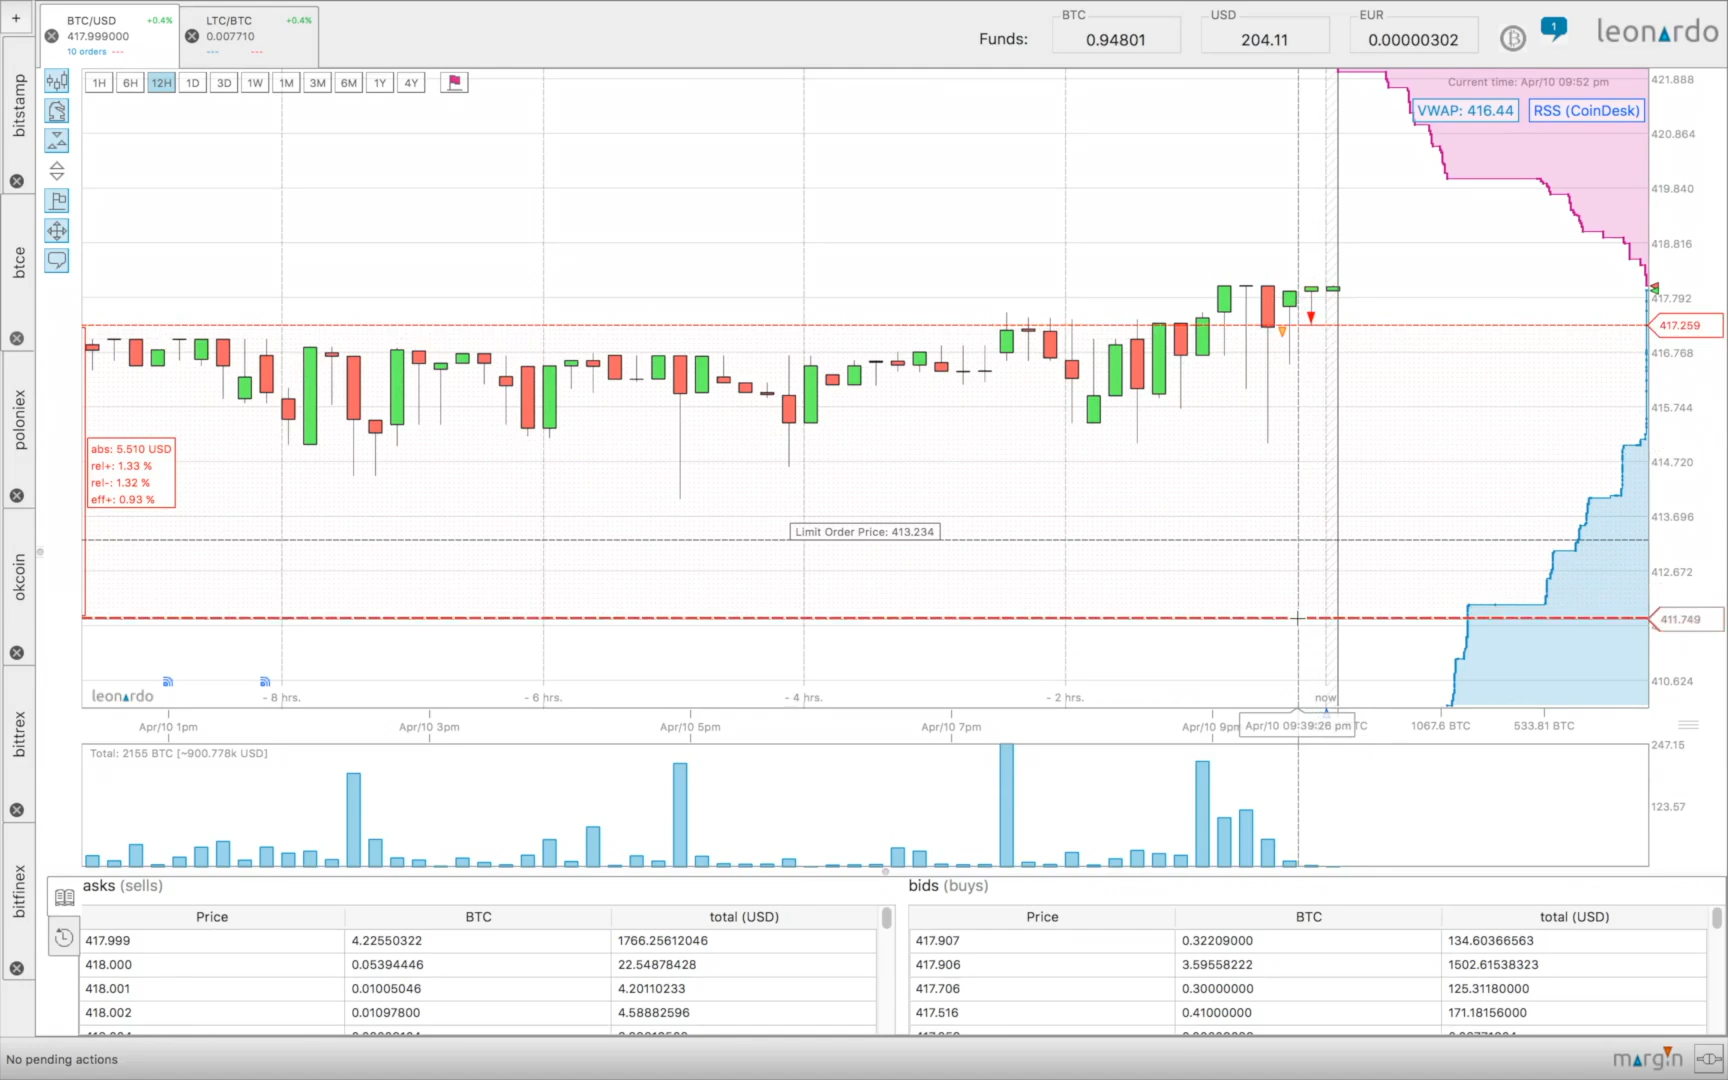 +
BTC/USD +0.4%
417.999000
10 orders ---
LTC/BTC +0.4%
0.007710
--- ---
Funds:
BTC
0.94801
USD
204.11
EUR
0.00000302
1
leonardo
bitstamp
btce
poloniex
okcoin
bittrex
bitfinex
1H 6H 12H 1D 3D 1W 1M 3M 6M 1Y 4Y
Current time: Apr/10 09:52 pm
VWAP: 416.44 RSS (CoinDesk)
421.888
420.864
419.840
418.816
417.792
417.259
416.768
415.744
414.720
413.696
412.672
411.749
410.624
abs: 5.510 USD
rel+: 1.33 %
rel-: 1.32 %
eff+: 0.93 %
Limit Order Price: 413.234
leonardo
- 8 hrs. - 6 hrs. - 4 hrs. - 2 hrs. now
Apr/10 1pm Apr/10 3pm Apr/10 5pm Apr/10 7pm Apr/10 9pm Apr/10 09:39:26 pm TC 1067.6 BTC 533.81 BTC
Total: 2155 BTC [~900.778k USD]
247.15
123.57
asks (sells)
Price BTC total (USD)
417.999 4.22550322 1766.25612046
418.000 0.05394446 22.54878428
418.001 0.01005046 4.20110233
418.002 0.01097800 4.58882596
bids (buys)
Price BTC total (USD)
417.907 0.32209000 134.60366563
417.906 3.59558222 1502.61538323
417.706 0.30000000 125.31180000
417.516 0.41000000 171.18156000
No pending actions
margin